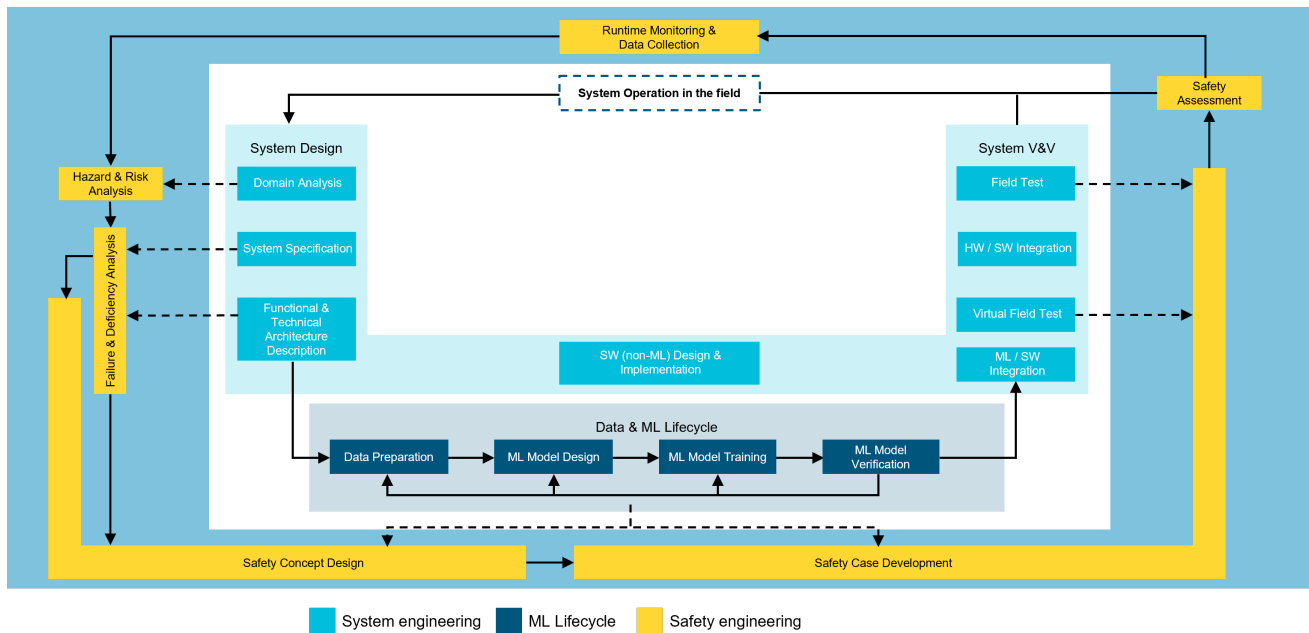 Runtime Monitoring &
Data Collection
System Operation in the field
Safety
Assessment
System Design
System V&V
Hazard & Risk
Analysis
Domain Analysis
Field Test
Failure & Deficiency Analysis
System Specification
HW / SW Integration
Functional &
Technical
Architecture
Description
Virtual Field Test
SW (non-ML) Design &
Implementation
ML / SW
Integration
Data & ML Lifecycle
Data Preparation
ML Model Design
ML Model Training
ML Model
Verification
Safety Concept Design
Safety Case Development
System engineering
ML Lifecycle
Safety engineering